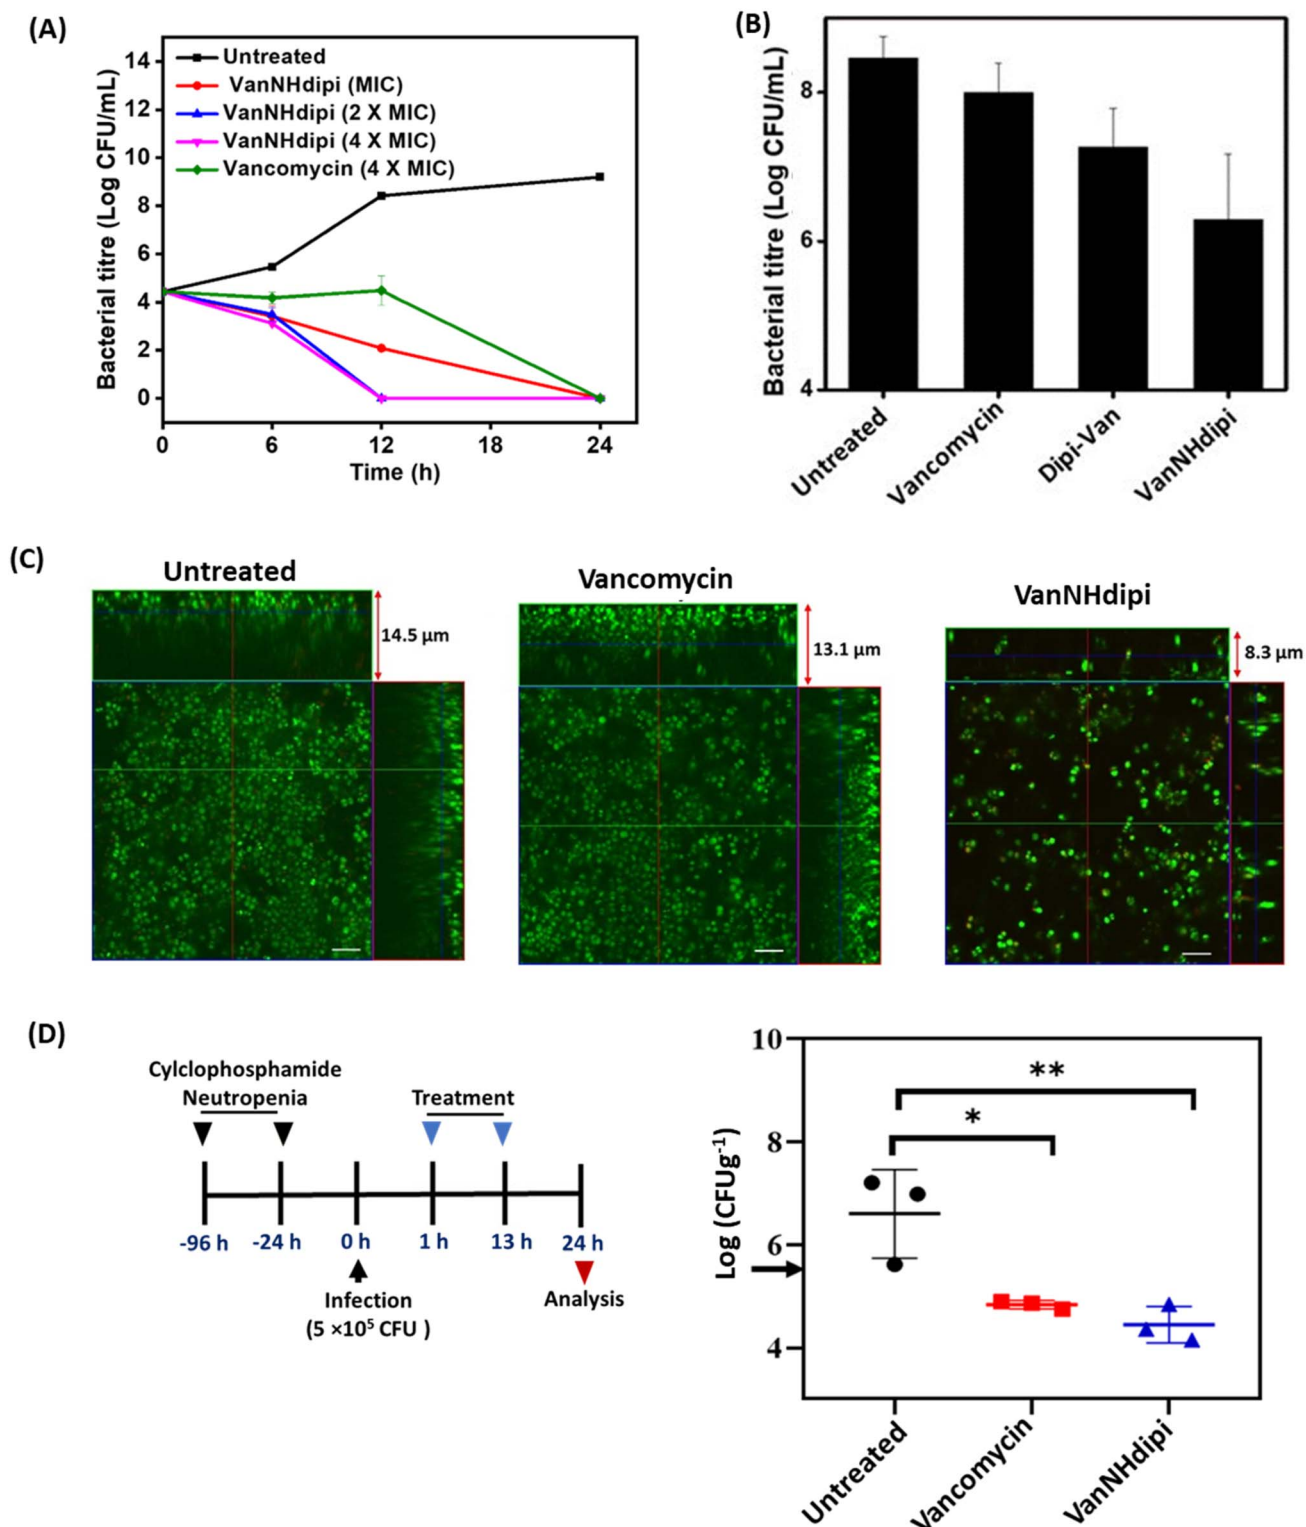 (A)
Bacterial titre (Log CFU/mL)
14
12
10
8
6
4
2
0
Untreated
VanNHdipi (MIC)
VanNHdipi (2 X MIC)
VanNHdipi (4 X MIC)
Vancomycin (4 X MIC)
0 6 12 18 24
Time (h)
(B)
Bacterial titre (Log CFU/mL)
8
6
4
Untreated
Vancomycin
Dipi-Van
VanNHdipi
(C)
Untreated
14.5 µm
Vancomycin
13.1 µm
VanNHdipi
8.3 µm
(D)
Cylclophosphamide
Neutropenia
Treatment
-96 h -24 h 0 h 1 h 13 h 24 h
Infection
(5 ×10⁵ CFU )
Analysis
Log (CFUg⁻¹)
10
8
6
4
**
*
Untreated
Vancomycin
VanNHdipi